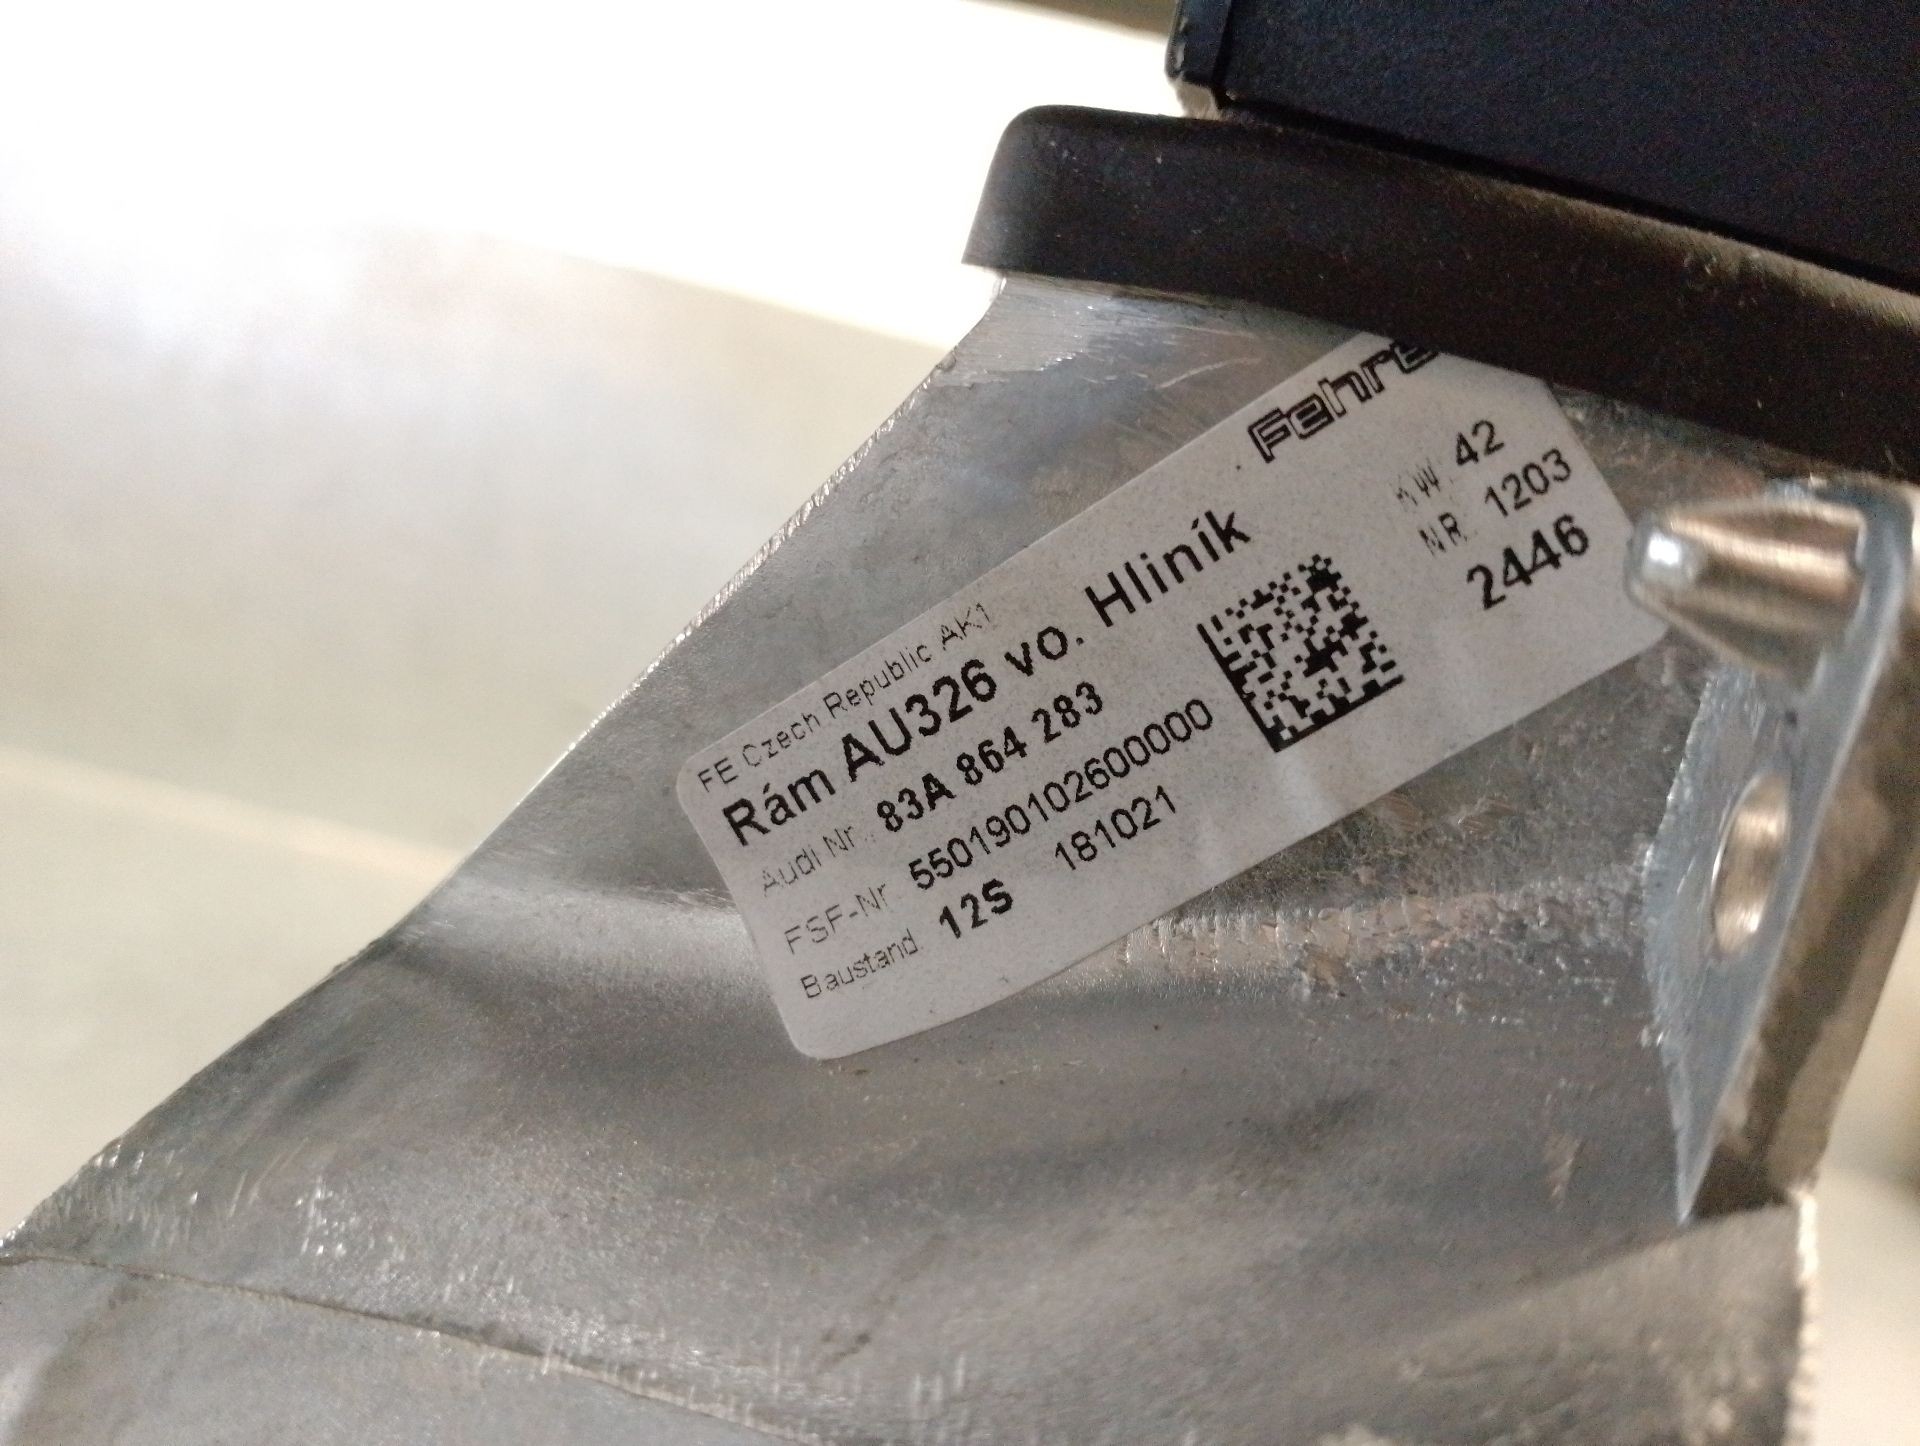 Fehre
FE Czech Republic AK1
Rám AU326 vo. Hliník
Audi Nr.: 83A 864 283
FSF-Nr. 550190102600000
Baustand 12S 181021
KW. 42
NR. 1203
2446